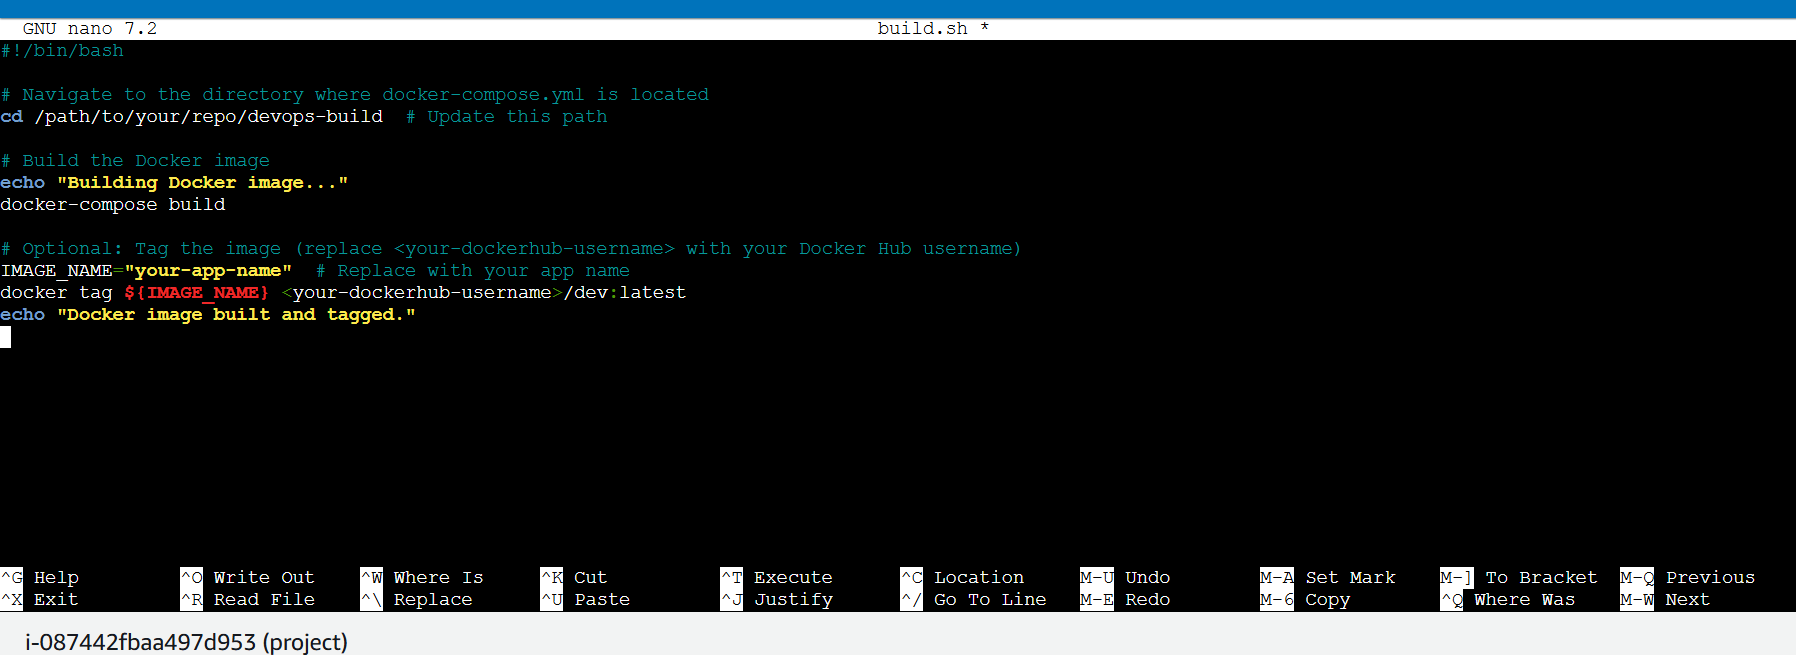 GNU nano 7.2 build.sh *
#!/bin/bash
# Navigate to the directory where docker-compose.yml is located
cd /path/to/your/repo/devops-build  # Update this path
# Build the Docker image
echo "Building Docker image..."
docker-compose build
# Optional: Tag the image (replace <your-dockerhub-username> with your Docker Hub username)
IMAGE_NAME="your-app-name"  # Replace with your app name
docker tag ${IMAGE_NAME} <your-dockerhub-username>/dev:latest
echo "Docker image built and tagged."
^G Help ^O Write Out ^W Where Is ^K Cut ^T Execute ^C Location M-U Undo M-A Set Mark M-] To Bracket M-Q Previous
^X Exit ^R Read File ^\ Replace ^U Paste ^J Justify ^/ Go To Line M-E Redo M-6 Copy ^Q Where Was M-W Next
i-087442fbaa497d953 (project)